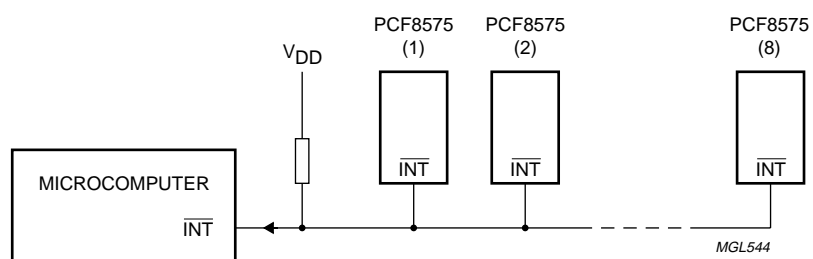 PCF8575
(1)
PCF8575
(2)
PCF8575
(8)
VDD
INT
INT
INT
MICROCOMPUTER
INT
MGL544